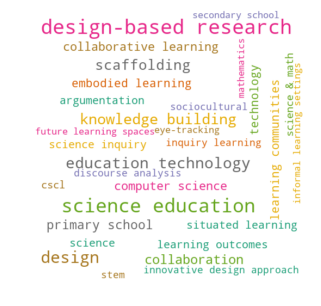 secondary school
design-based research
collaborative learning
scaffolding
mathematics
science & math
embodied learning
technology
informal learning settings
argumentation
sociocultural
learning communities
knowledge building
future learning spaces
eye-tracking
science inquiry
inquiry learning
education technology
discourse analysis
cscl
computer science
science education
primary school
situated learning
science
learning outcomes
design
collaboration
stem
innovative design approach